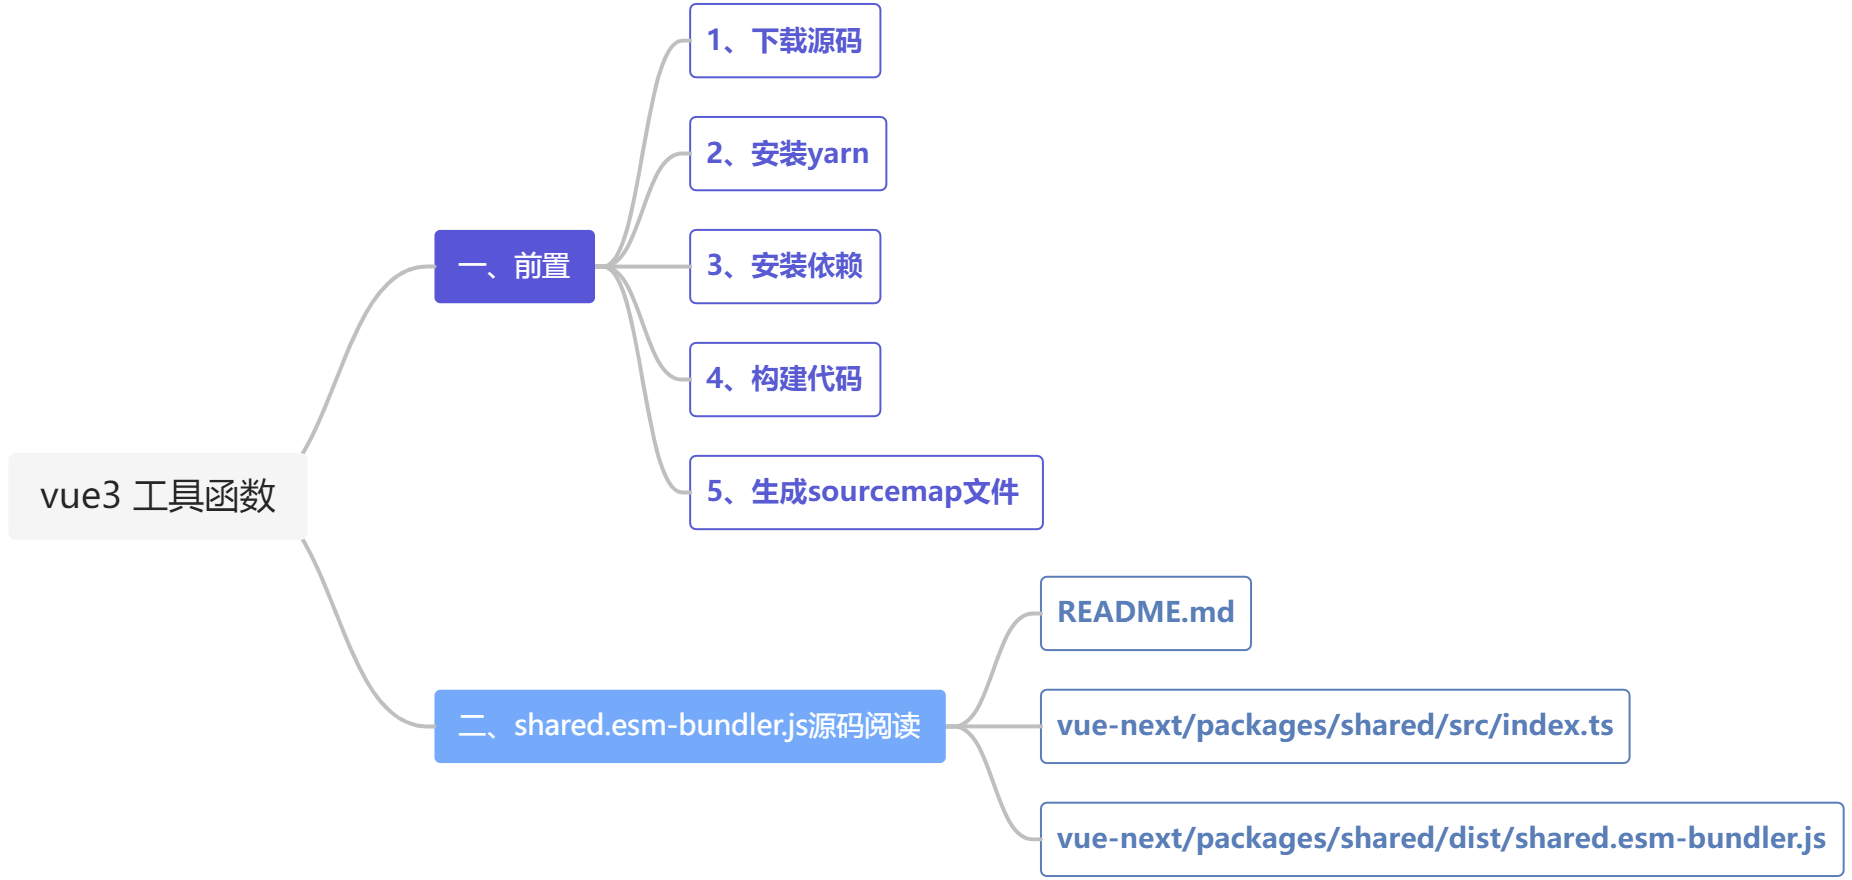 vue3 工具函数
一、前置
1、下载源码
2、安装yarn
3、安装依赖
4、构建代码
5、生成sourcemap文件
二、shared.esm-bundler.js源码阅读
README.md
vue-next/packages/shared/src/index.ts
vue-next/packages/shared/dist/shared.esm-bundler.js